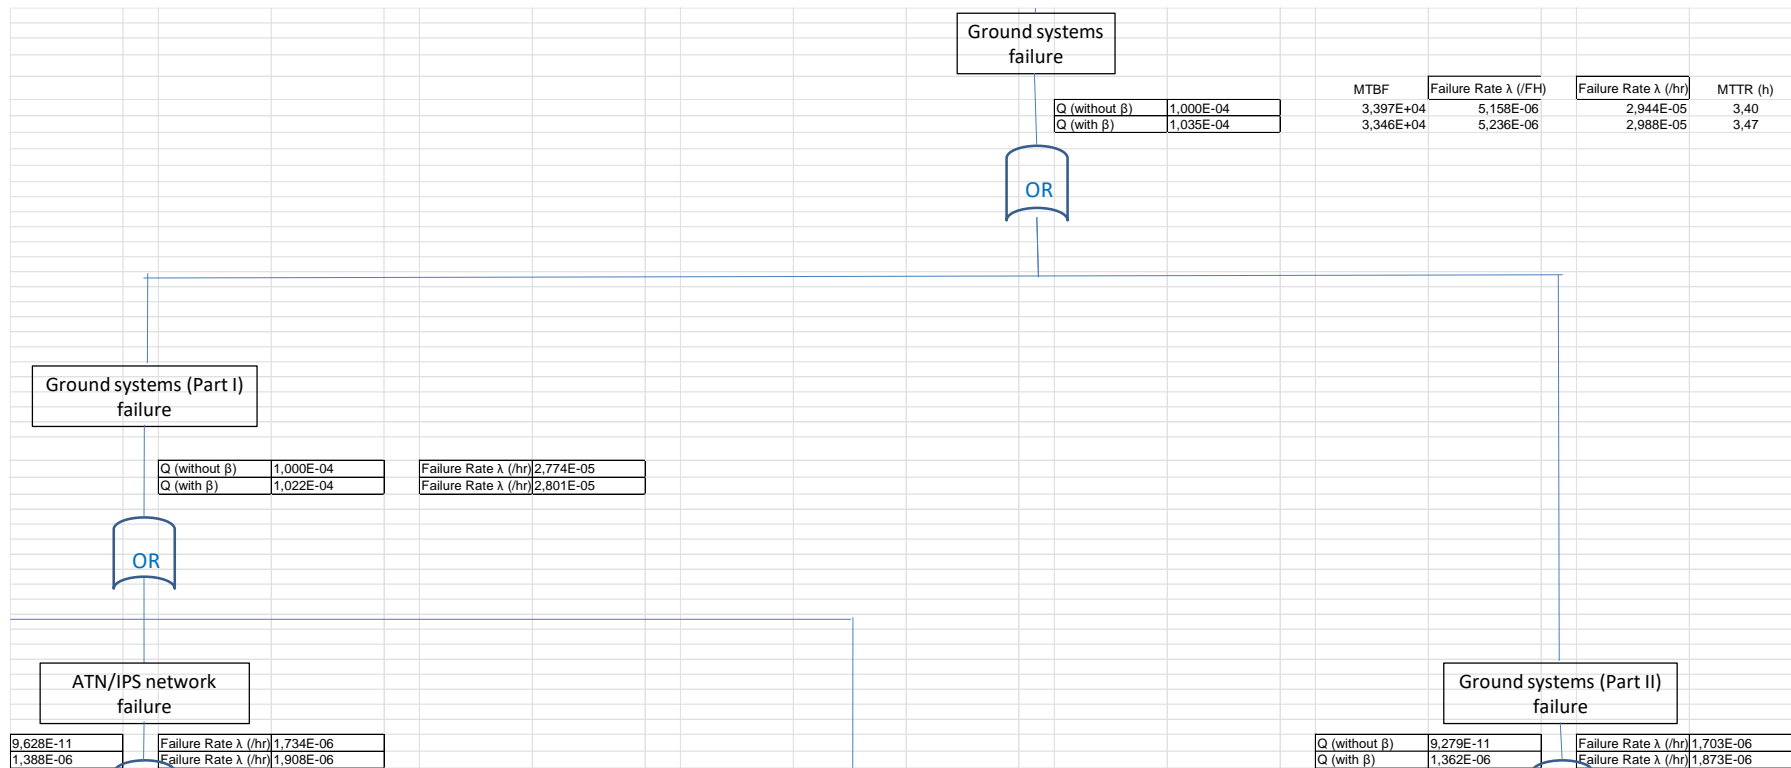 Ground systems
failure
MTBF Failure Rate λ (/FH) Failure Rate λ (/hr) MTTR (h)
Q (without β) 1,000E-04 3,397E+04 5,158E-06 2,944E-05 3,40
Q (with β) 1,035E-04 3,346E+04 5,236E-06 2,988E-05 3,47
OR
Ground systems (Part I)
failure
Q (without β) 1,000E-04 Failure Rate λ (/hr) 2,774E-05
Q (with β) 1,022E-04 Failure Rate λ (/hr) 2,801E-05
OR
ATN/IPS network
failure
Ground systems (Part II)
failure
9,628E-11 Failure Rate λ (/hr) 1,734E-06 Q (without β) 9,279E-11 Failure Rate λ (/hr) 1,703E-06
1,388E-06 Failure Rate λ (/hr) 1,908E-06 Q (with β) 1,362E-06 Failure Rate λ (/hr) 1,873E-06